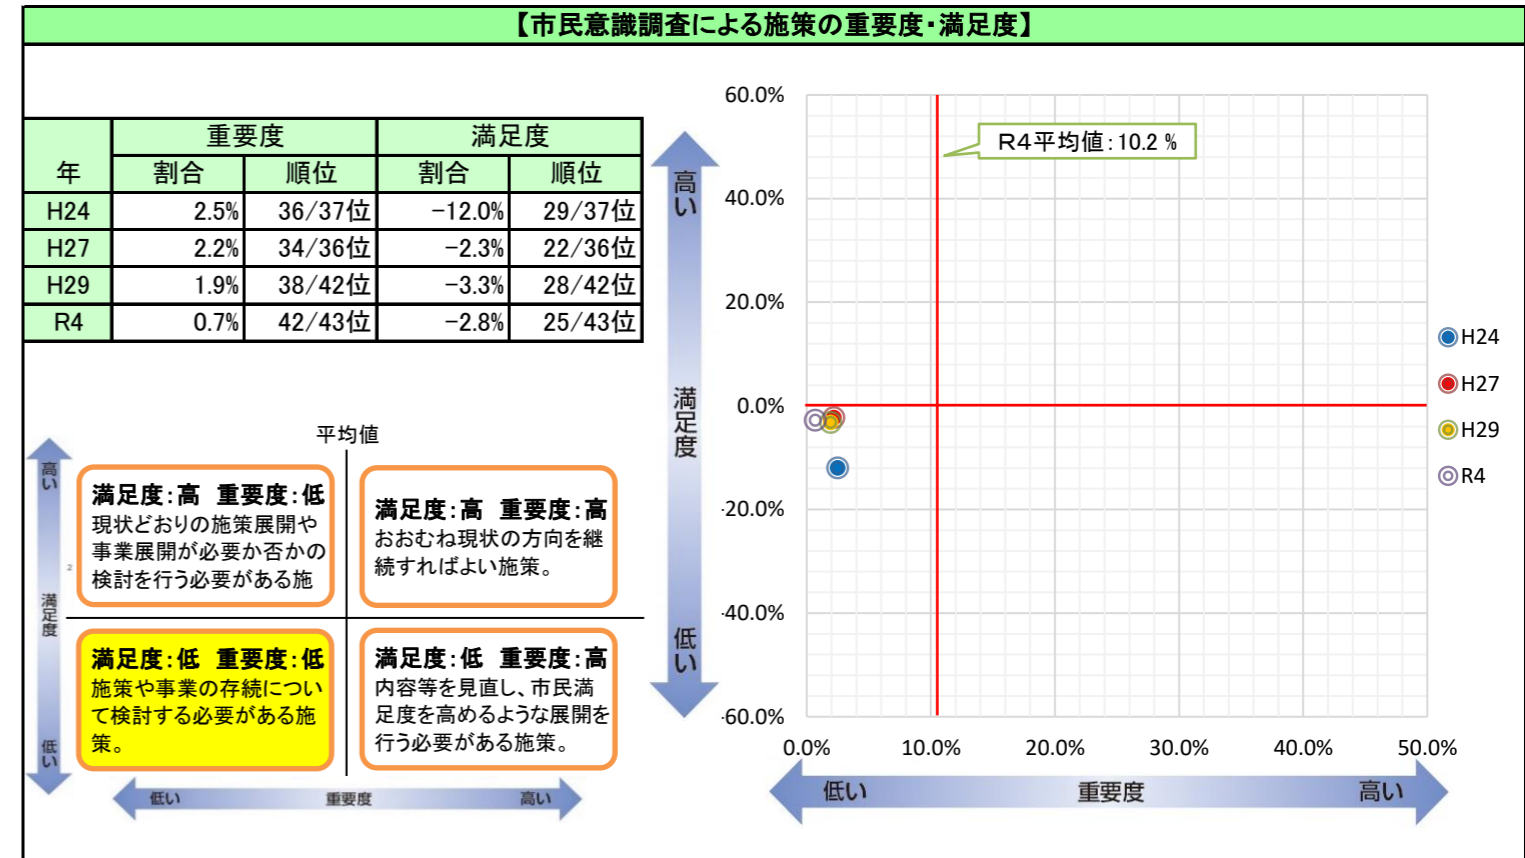 【市民意識調査による施策の重要度・満足度】
年 重要度 満足度
割合 順位 割合 順位
H24 2.5% 36/37位 -12.0% 29/37位
H27 2.2% 34/36位 -2.3% 22/36位
H29 1.9% 38/42位 -3.3% 28/42位
R4 0.7% 42/43位 -2.8% 25/43位
平均値
高い
満足度
低い
2
満足度:高 重要度:低
現状どおりの施策展開や
事業展開が必要か否かの
検討を行う必要がある施
満足度:高 重要度:高
おおむね現状の方向を継
続すればよい施策。
満足度:低 重要度:低
施策や事業の存続につい
て検討する必要がある施
策。
満足度:低 重要度:高
内容等を見直し、市民満
足度を高めるような展開を
行う必要がある施策。
低い 重要度 高い
高い
満足度
低い
60.0%
40.0%
20.0%
0.0%
-20.0%
-40.0%
-60.0%
R4平均値:10.2 %
0.0% 10.0% 20.0% 30.0% 40.0% 50.0%
低い 重要度 高い
H24
H27
H29
R4